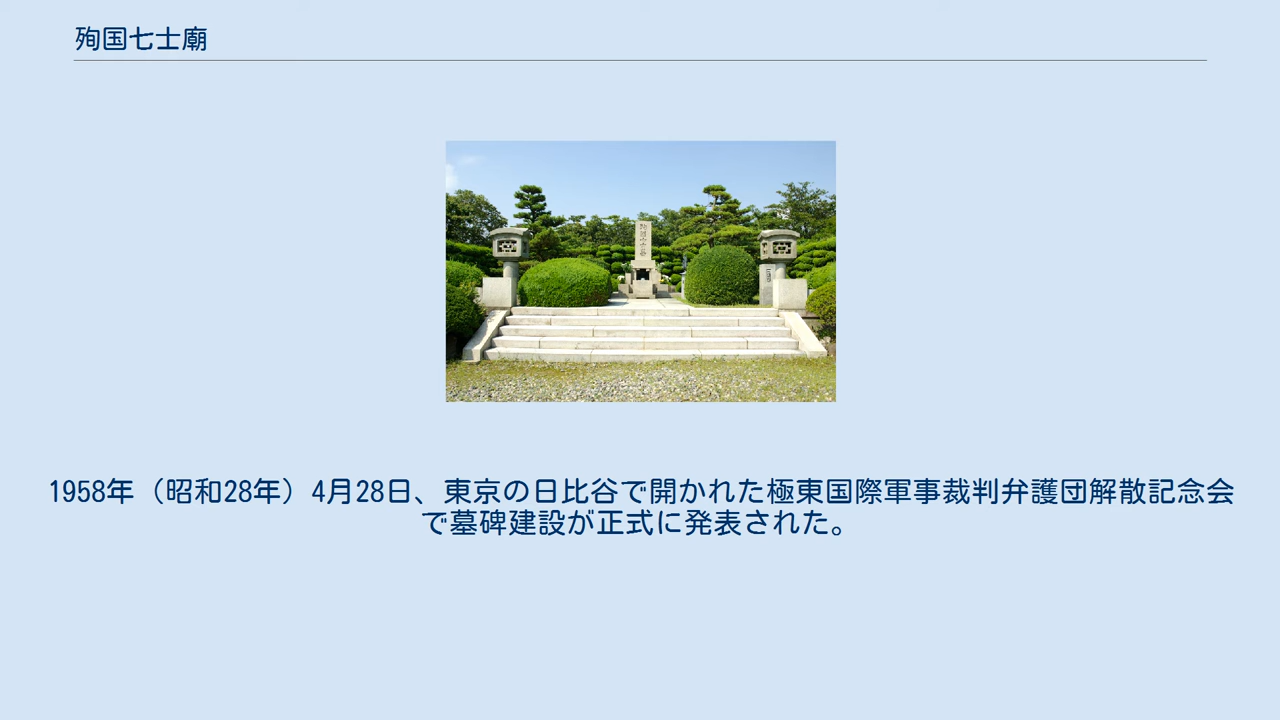 殉国七士廟
1958年（昭和28年）4月28日、東京の日比谷で開かれた極東国際軍事裁判弁護団解散記念会
で墓碑建設が正式に発表された。